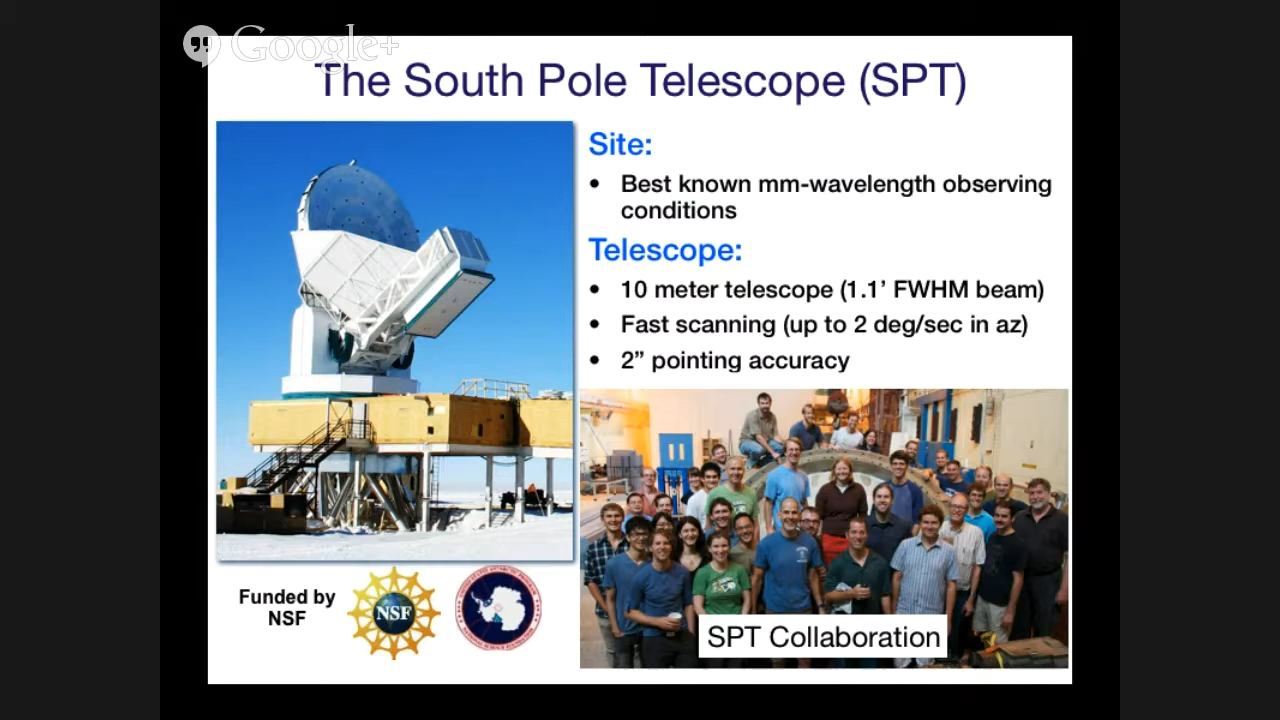 Google+
The South Pole Telescope (SPT)
Site:
• Best known mm-wavelength observing
conditions
Telescope:
• 10 meter telescope (1.1’ FWHM beam)
• Fast scanning (up to 2 deg/sec in az)
• 2” pointing accuracy
Funded by
NSF
NSF
SPT Collaboration